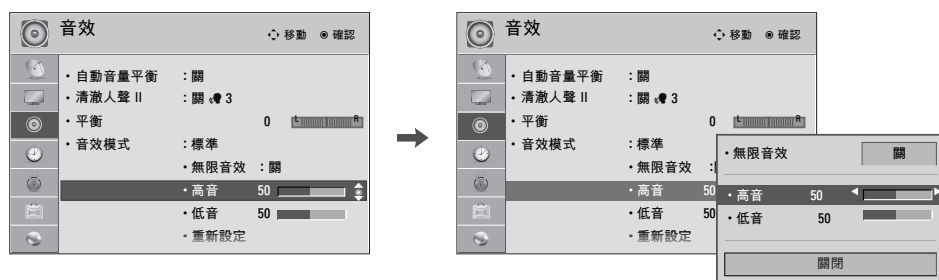 音效
移動 ◉ 確認
・自動音量平衡 ：關
・清澈人聲 II ：關 3
・平衡 0 L R
・音效模式 ：標準
・無限音效 ：關
・高音 50
・低音 50
・重新設定
音效
移動 ◉ 確認
・自動音量平衡 ：關
・清澈人聲 II ：關 3
・平衡 0 L R
・音效模式 ：標準
・無限音效 ：
・高音 50
・低音 50
・重新設定
・無限音效 關
・高音 50
・低音 50
關閉